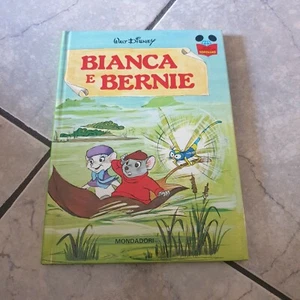 Walt Disney
BIANCA
E BERNIE
MONDADORI